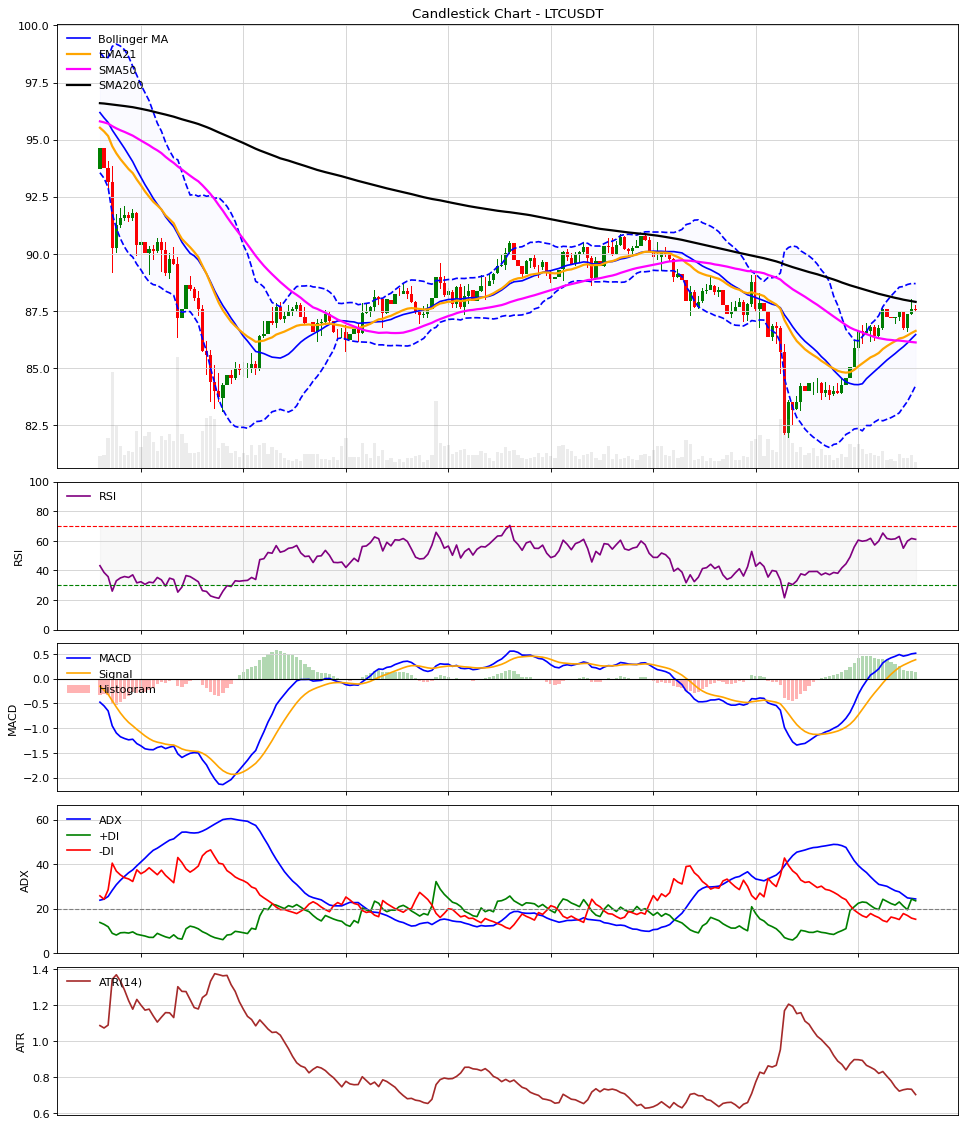 Candlestick Chart - LTCUSDT
100.0
97.5
95.0
92.5
90.0
87.5
85.0
82.5
Bollinger MA
EMA21
SMA50
SMA200
100
80
60
40
20
0
RSI
RSI
0.5
0.0
−0.5
−1.0
−1.5
−2.0
MACD
MACD
Signal
Histogram
60
40
20
0
ADX
ADX
+DI
-DI
1.4
1.2
1.0
0.8
0.6
ATR
ATR(14)